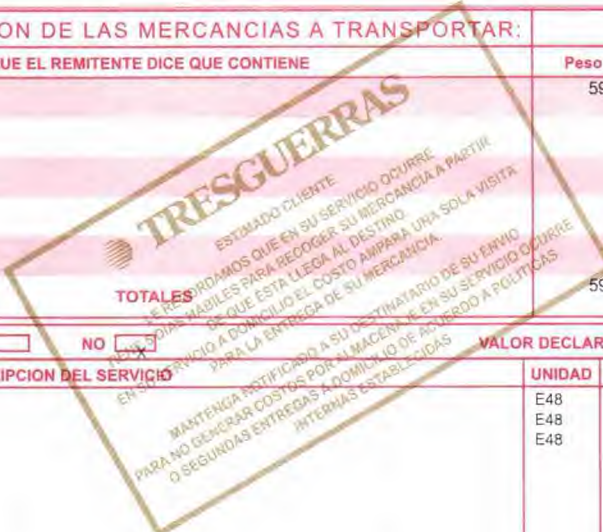 ON DE LAS MERCANCIAS A TRANSPORTAR:
UE EL REMITENTE DICE QUE CONTIENE
Peso
59
TRESGUERRAS
ESTIMADO CLIENTE
LE RECORDAMOS QUE EN SU SERVICIO OCURRE
SOLAS HABILES PARA RECOGER SU MERCANCIA A PARTIR
DE QUE ESTA LLEGA AL DESTINO.
EN SU SERVICIO A DOMICILIO EL COSTO AMPARA UNA SOLA VISITA
PARA LA ENTREGA DE SU MERCANCIA.
MANTENGA NOTIFICADO A SU DESTINATARIO DE SU ENVIO
PARA NO GENERAR COSTOS POR ALMACENAJE EN SU SERVICIO OCURRE
O SEGUNDAS ENTREGAS A DOMICILIO DE ACUERDO A POLITICAS
INTERNAS ESTABLECIDAS
TOTALES
59
NO x
VALOR DECLAR
IPCION DEL SERVICIO
UNIDAD
E48
E48
E48